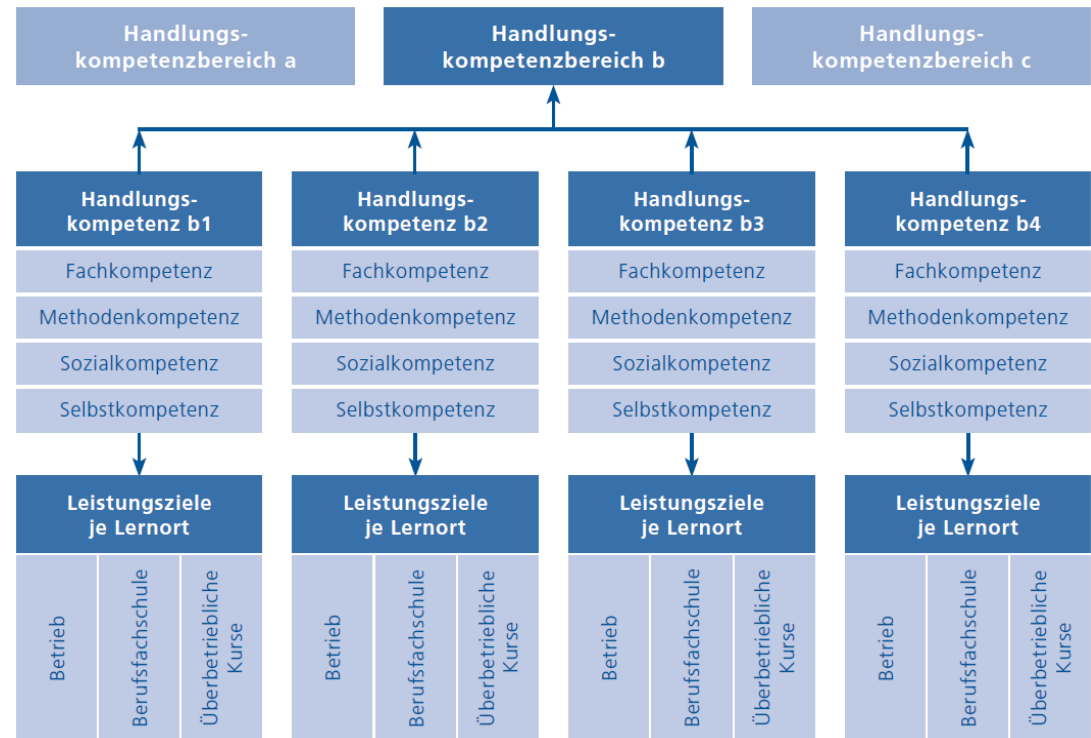 Handlungs-
kompetenzbereich a
Handlungs-
kompetenzbereich b
Handlungs-
kompetenzbereich c
Handlungs-
kompetenz b1
Fachkompetenz
Methodenkompetenz
Sozialkompetenz
Selbstkompetenz
Leistungsziele
je Lernort
Betrieb
Berufsfachschule
Überbetriebliche
Kurse
Handlungs-
kompetenz b2
Fachkompetenz
Methodenkompetenz
Sozialkompetenz
Selbstkompetenz
Leistungsziele
je Lernort
Betrieb
Berufsfachschule
Überbetriebliche
Kurse
Handlungs-
kompetenz b3
Fachkompetenz
Methodenkompetenz
Sozialkompetenz
Selbstkompetenz
Leistungsziele
je Lernort
Betrieb
Berufsfachschule
Überbetriebliche
Kurse
Handlungs-
kompetenz b4
Fachkompetenz
Methodenkompetenz
Sozialkompetenz
Selbstkompetenz
Leistungsziele
je Lernort
Betrieb
Berufsfachschule
Überbetriebliche
Kurse